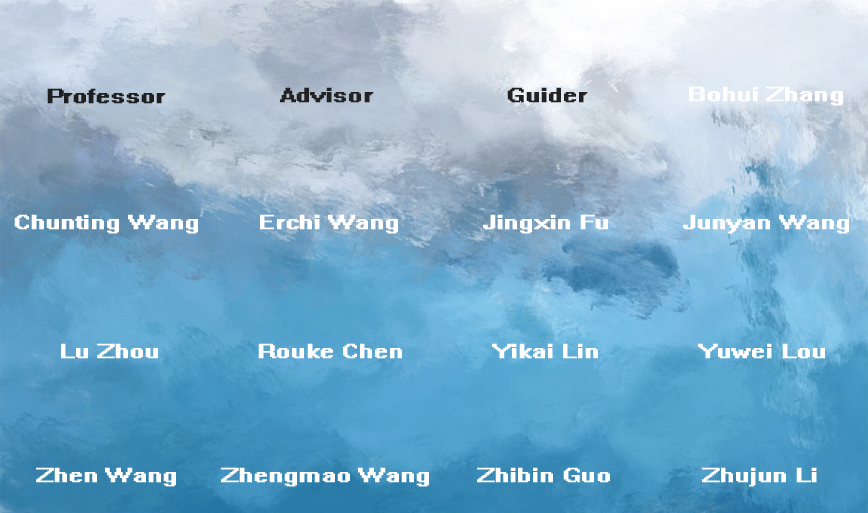 Professor Advisor Guider Bohui Zhang
Chunting Wang Erchi Wang Jingxin Fu Junyan Wang
Lu Zhou Rouke Chen Yikai Lin Yuwei Lou
Zhen Wang Zhengmao Wang Zhibin Guo Zhujun Li